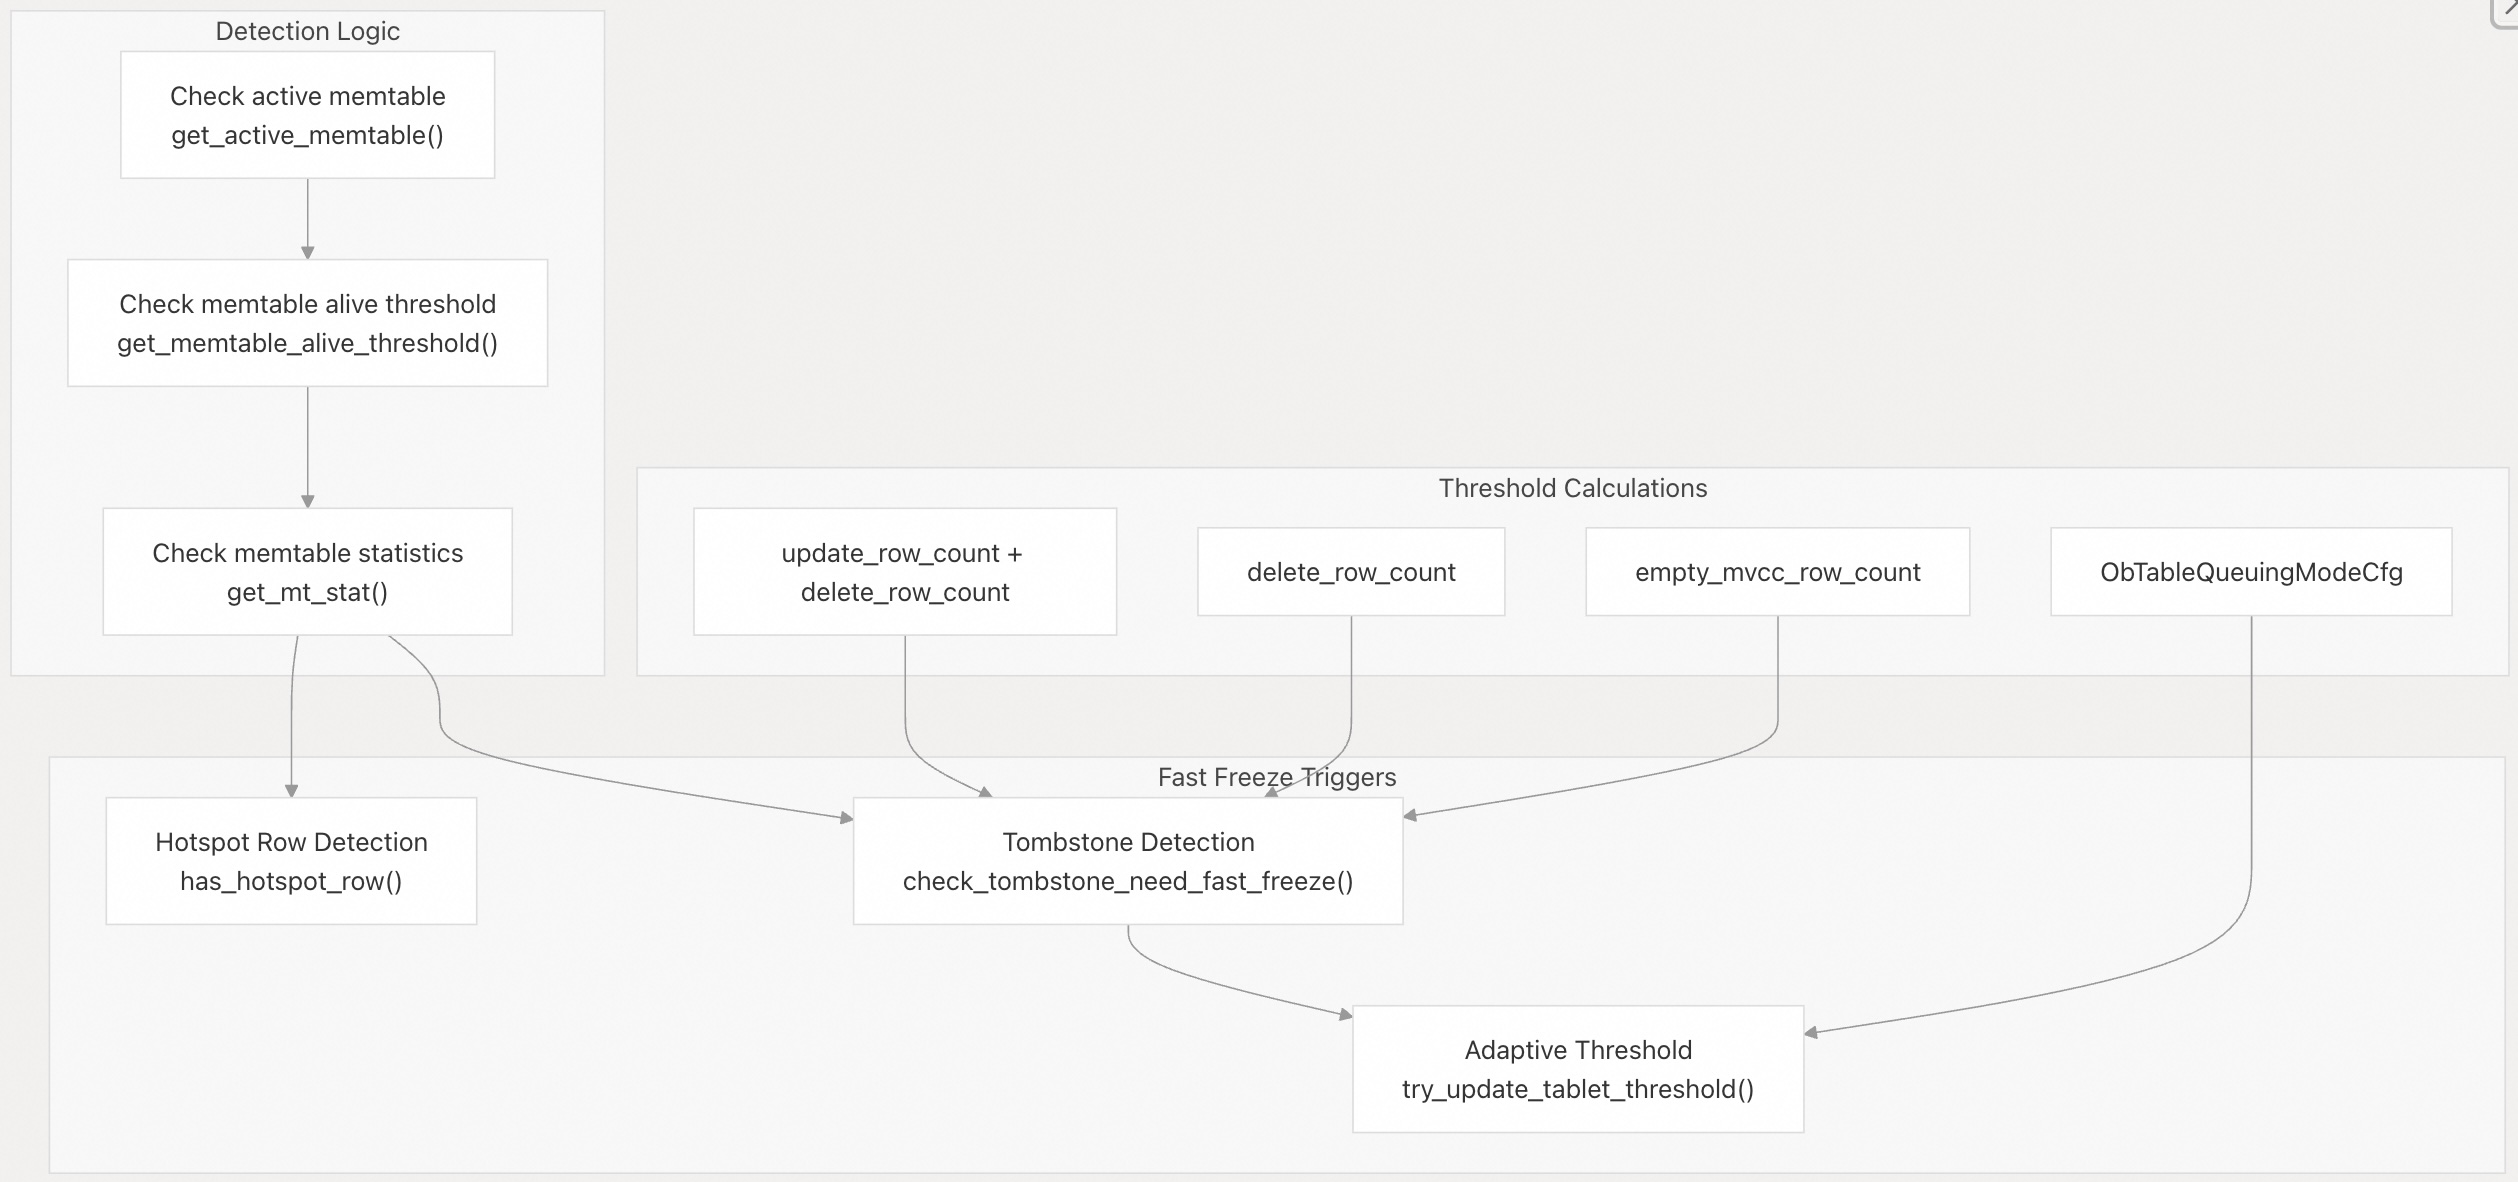 Detection Logic
Check active memtable
get_active_memtable()
Check memtable alive threshold
get_memtable_alive_threshold()
Check memtable statistics
get_mt_stat()
Threshold Calculations
update_row_count +
delete_row_count
delete_row_count
empty_mvcc_row_count
ObTableQueuingModeCfg
Fast Freeze Triggers
Hotspot Row Detection
has_hotspot_row()
Tombstone Detection
check_tombstone_need_fast_freeze()
Adaptive Threshold
try_update_tablet_threshold()